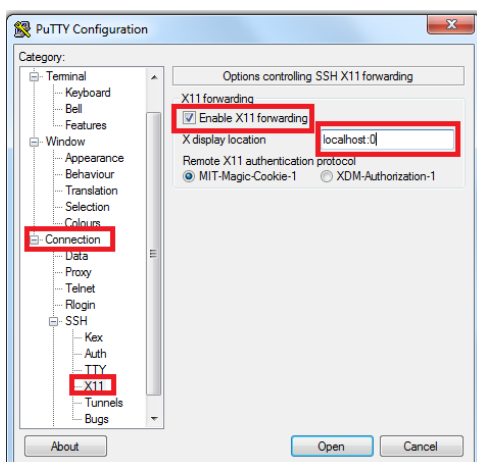 PuTTY Configuration
Category:
Terminal
Keyboard
Bell
Features
Window
Appearance
Behaviour
Translation
Selection
Colours
Connection
Data
Proxy
Telnet
Rlogin
SSH
Kex
Auth
TTY
X11
Tunnels
Bugs
Options controlling SSH X11 forwarding
X11 forwarding
Enable X11 forwarding
X display location localhost:0
Remote X11 authentication protocol
MIT-Magic-Cookie-1 XDM-Authorization-1
About Open Cancel